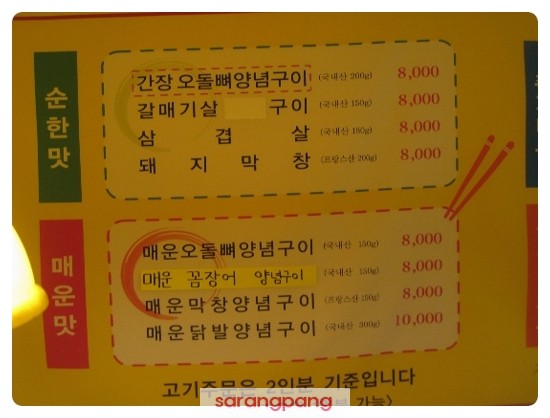 순한맛
간장오돌뼈양념구이 (국내산 200g) 8,000
갈매기살 구이 (국내산 150g) 8,000
삼 겹 살 (국내산 180g) 8,000
돼 지 막 창 (프랑스산 200g) 8,000
매운맛
매운오돌뼈양념구이 (국내산 150g) 8,000
매운 꼼장어 양념구이 (국내산 150g) 8,000
매운막창양념구이 (프랑스산 150g) 8,000
매운닭발양념구이 (국내산 300g) 10,000
고기주문은 2인분 기준입니다
가능)
sarangpang